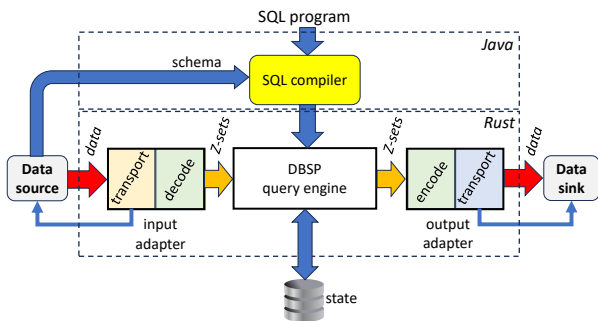 SQL program
Java
schema
SQL compiler
Rust
data
Z-sets
Z-sets
data
Data
source
transport
decode
DBSP
query engine
encode
transport
Data
sink
input
adapter
output
adapter
state